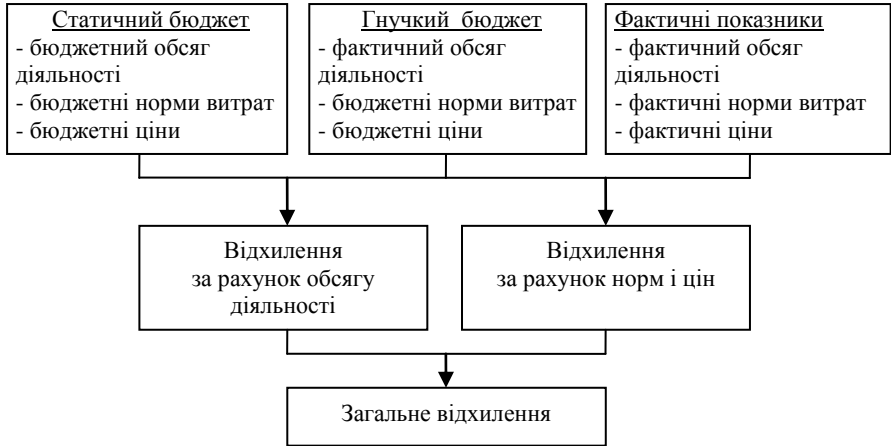 Статичний бюджет
- бюджетний обсяг
діяльності
- бюджетні норми витрат
- бюджетні ціни
Гнучкий бюджет
- фактичний обсяг
діяльності
- бюджетні норми витрат
- бюджетні ціни
Фактичні показники
- фактичний обсяг
діяльності
- фактичні норми витрат
- фактичні ціни
Відхилення
за рахунок обсягу
діяльності
Відхилення
за рахунок норм і цін
Загальне відхилення